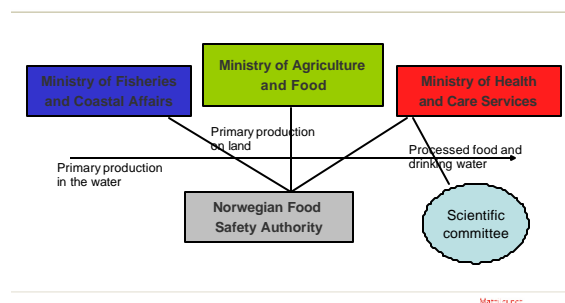 Ministry of Fisheries
and Coastal Affairs
Ministry of Agriculture
and Food
Ministry of Health
and Care Services
Primary production
on land
Processed food and
drinking water
Primary production
in the water
Norwegian Food
Safety Authority
Scientific
committee